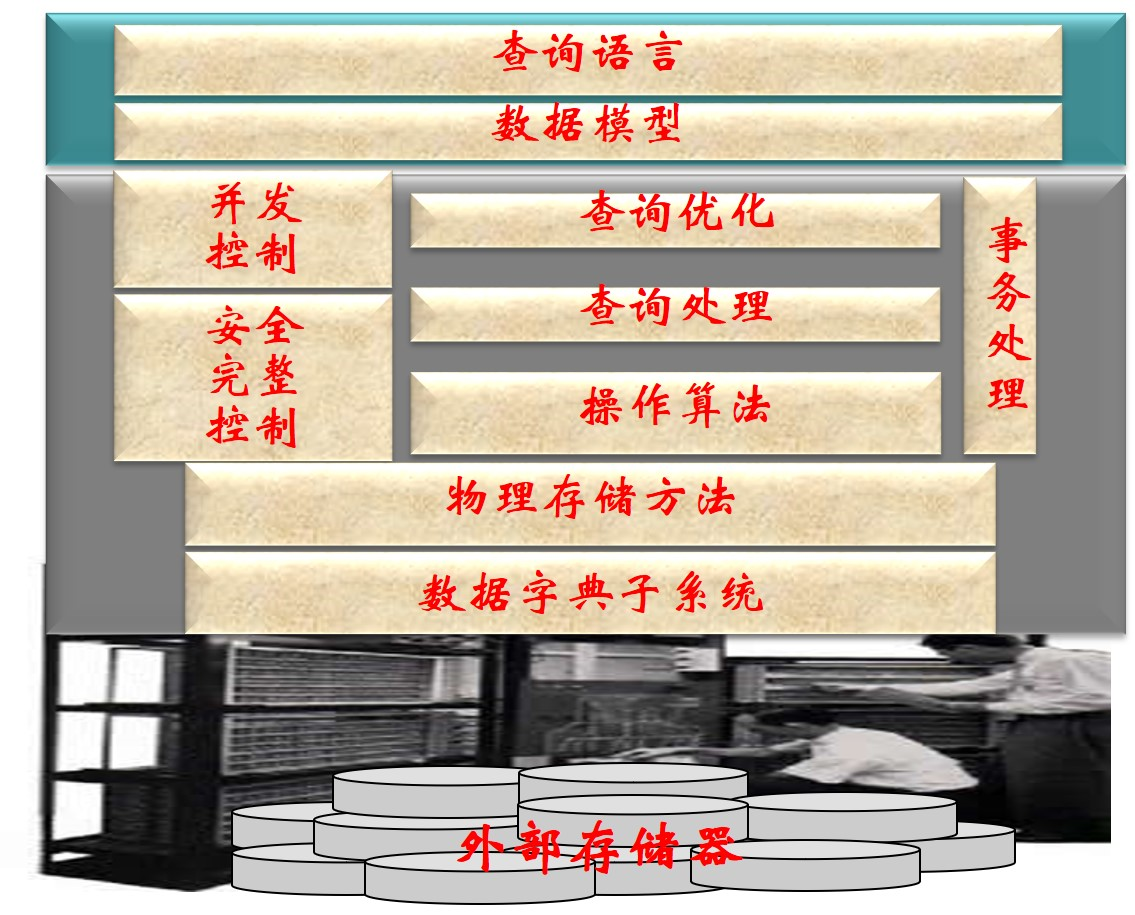 查询语言
数据模型
并发
控制
安全
完整
控制
查询优化
查询处理
操作算法
事
务
处
理
物理存储方法
数据字典子系统
外部存储器